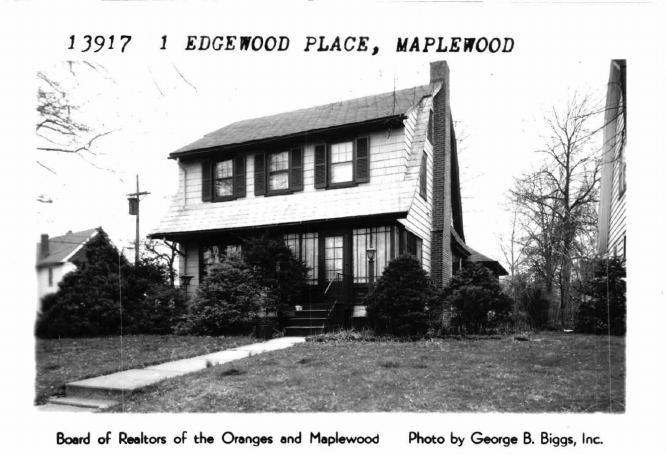 13917 1 EDGEWOOD PLACE, MAPLEWOOD
Board of Realtors of the Oranges and Maplewood Photo by George B. Biggs, Inc.